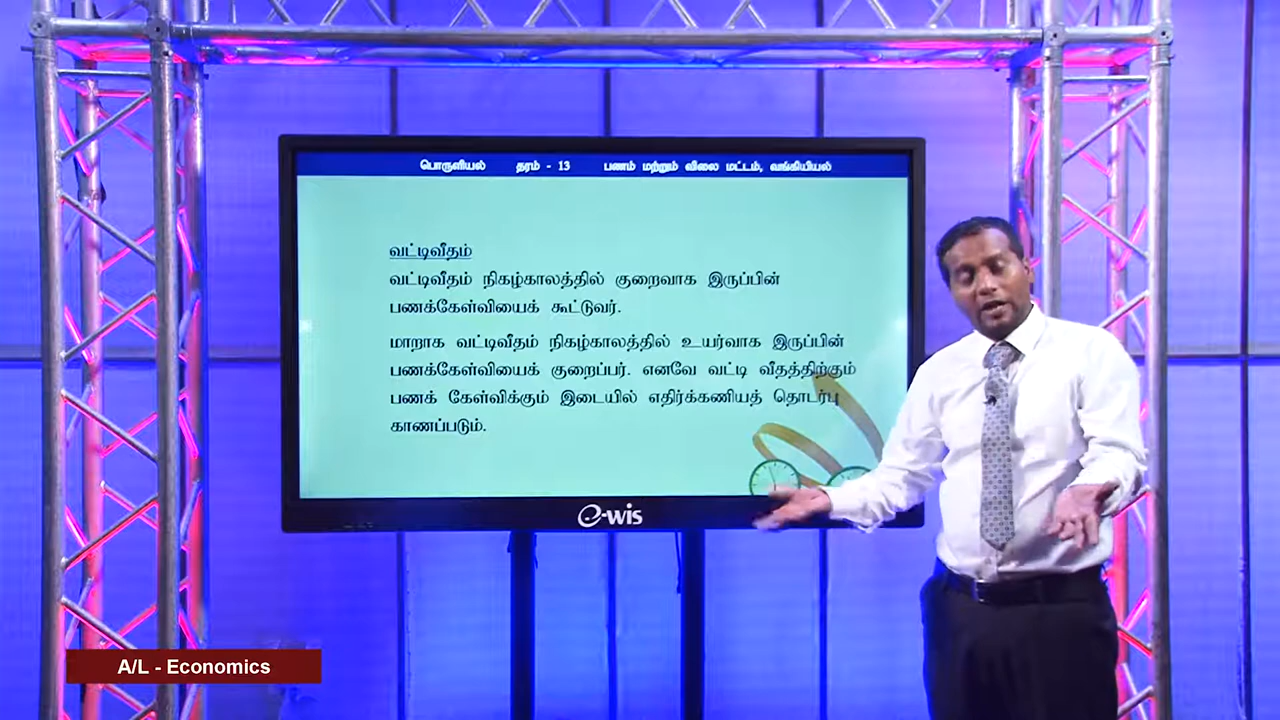 பொருளியல் தரம் - 13 பணம் மற்றும் விலை மட்டம், வங்கியியல்
வட்டிவீதம்
வட்டிவீதம் நிகழ்காலத்தில் குறைவாக இருப்பின்
பணக்கேள்வியைக் கூட்டுவர்.
மாறாக வட்டிவீதம் நிகழ்காலத்தில் உயர்வாக இருப்பின்
பணக்கேள்வியைக் குறைப்பர். எனவே வட்டி வீதத்திற்கும்
பணக் கேள்விக்கும் இடையில் எதிர்க்கணியத் தொடர்பு
காணப்படும்.
e-wis
A/L - Economics